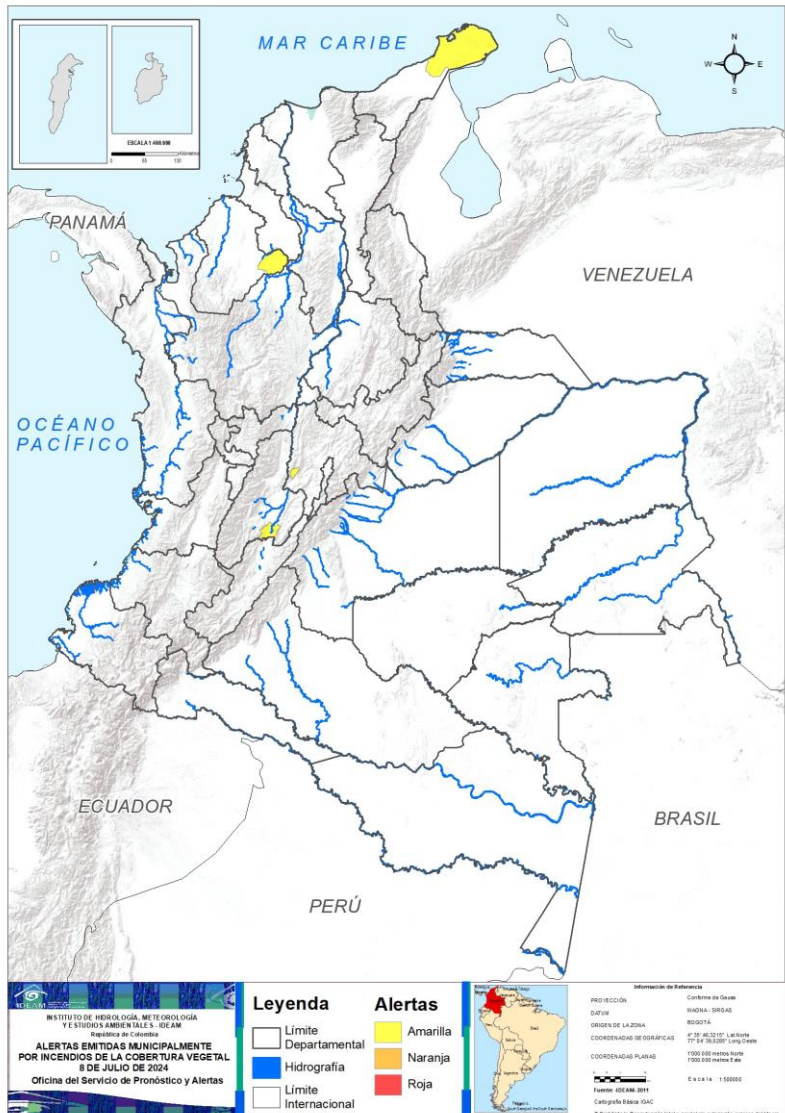 MAR CARIBE
N
W
E
S
ESCALA 1:400.000
0 65 130
PANAMÁ
VENEZUELA
OCÉANO
PACÍFICO
ECUADOR
BRASIL
PERÚ
IDEAM
INSTITUTO DE HIDROLOGÍA, METEOROLOGÍA
Y ESTUDIOS AMBIENTALES - IDEAM
República de Colombia
ALERTAS EMITIDAS MUNICIPALMENTE
POR INCENDIOS DE LA COBERTURA VEGETAL
8 DE JULIO DE 2024
Oficina del Servicio de Pronóstico y Alertas
Leyenda
Límite
Departamental
Hidrografía
Límite
Internacional
Alertas
Amarilla
Naranja
Roja
Información de Referencia
PROYECCIÓN Conforme de Gauss
DATUM MAGNA - SIRGAS
ORIGEN DE LA ZONA BOGOTÁ
COORDENADAS GEOGRÁFICAS
COORDENADAS PLANAS 1'000.000 metros Norte
1'000.000 metros Este
Escala 1:500000
Fuente: IDEAM- 2011
Cartografía Básica IGAC